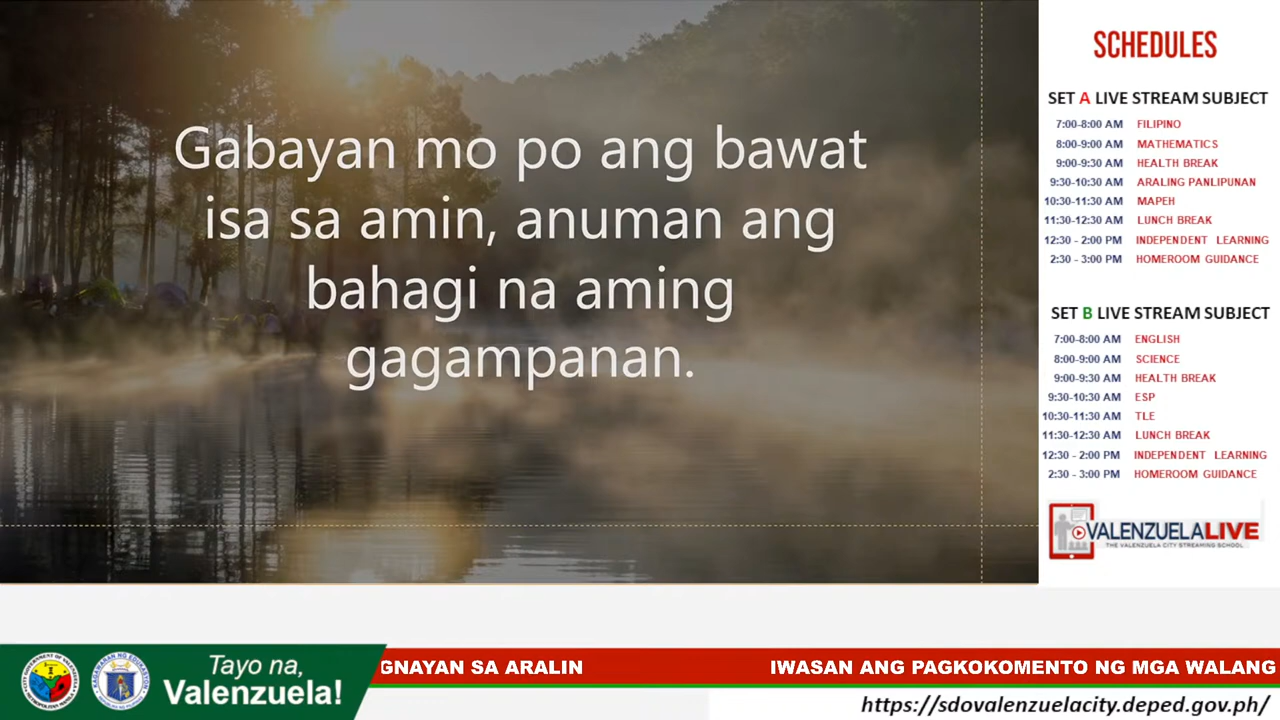 Gabayan mo po ang bawat
isa sa amin, anuman ang
bahagi na aming
gagampanan.
SCHEDULES
SET A LIVE STREAM SUBJECT
7:00-8:00 AM FILIPINO
8:00-9:00 AM MATHEMATICS
9:00-9:30 AM HEALTH BREAK
9:30-10:30 AM ARALING PANLIPUNAN
10:30-11:30 AM MAPEH
11:30-12:30 AM LUNCH BREAK
12:30 - 2:00 PM INDEPENDENT LEARNING
2:30 - 3:00 PM HOMEROOM GUIDANCE
SET B LIVE STREAM SUBJECT
7:00-8:00 AM ENGLISH
8:00-9:00 AM SCIENCE
9:00-9:30 AM HEALTH BREAK
9:30-10:30 AM ESP
10:30-11:30 AM TLE
11:30-12:30 AM LUNCH BREAK
12:30 - 2:00 PM INDEPENDENT LEARNING
2:30 - 3:00 PM HOMEROOM GUIDANCE
VALENZUELALIVE
THE VALENZUELA CITY STREAMING SCHOOL
Tayo na,
Valenzuela!
GNAYAN SA ARALIN IWASAN ANG PAGKOKOMENTO NG MGA WALANG
https://sdovalenzuelacity.deped.gov.ph/